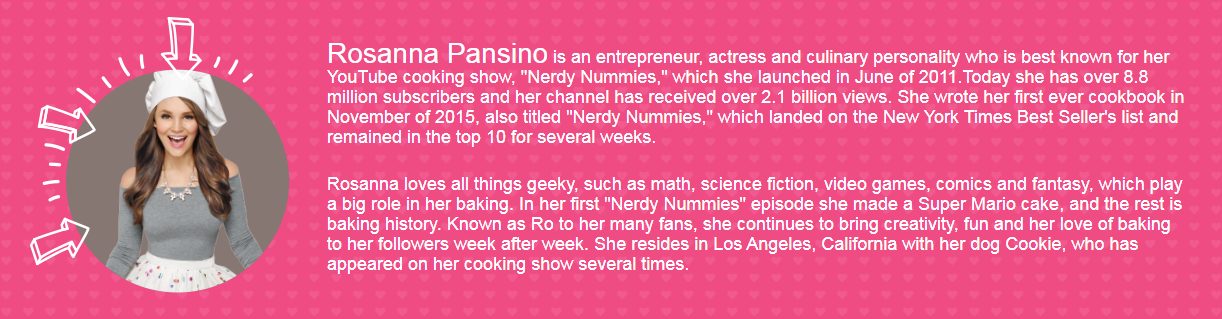 Rosanna Pansino is an entrepreneur, actress and culinary personality who is best known for her
YouTube cooking show, "Nerdy Nummies," which she launched in June of 2011.Today she has over 8.8
million subscribers and her channel has received over 2.1 billion views. She wrote her first ever cookbook in
November of 2015, also titled "Nerdy Nummies," which landed on the New York Times Best Seller's list and
remained in the top 10 for several weeks.
Rosanna loves all things geeky, such as math, science fiction, video games, comics and fantasy, which play
a big role in her baking. In her first "Nerdy Nummies" episode she made a Super Mario cake, and the rest is
baking history. Known as Ro to her many fans, she continues to bring creativity, fun and her love of baking
to her followers week after week. She resides in Los Angeles, California with her dog Cookie, who has
appeared on her cooking show several times.